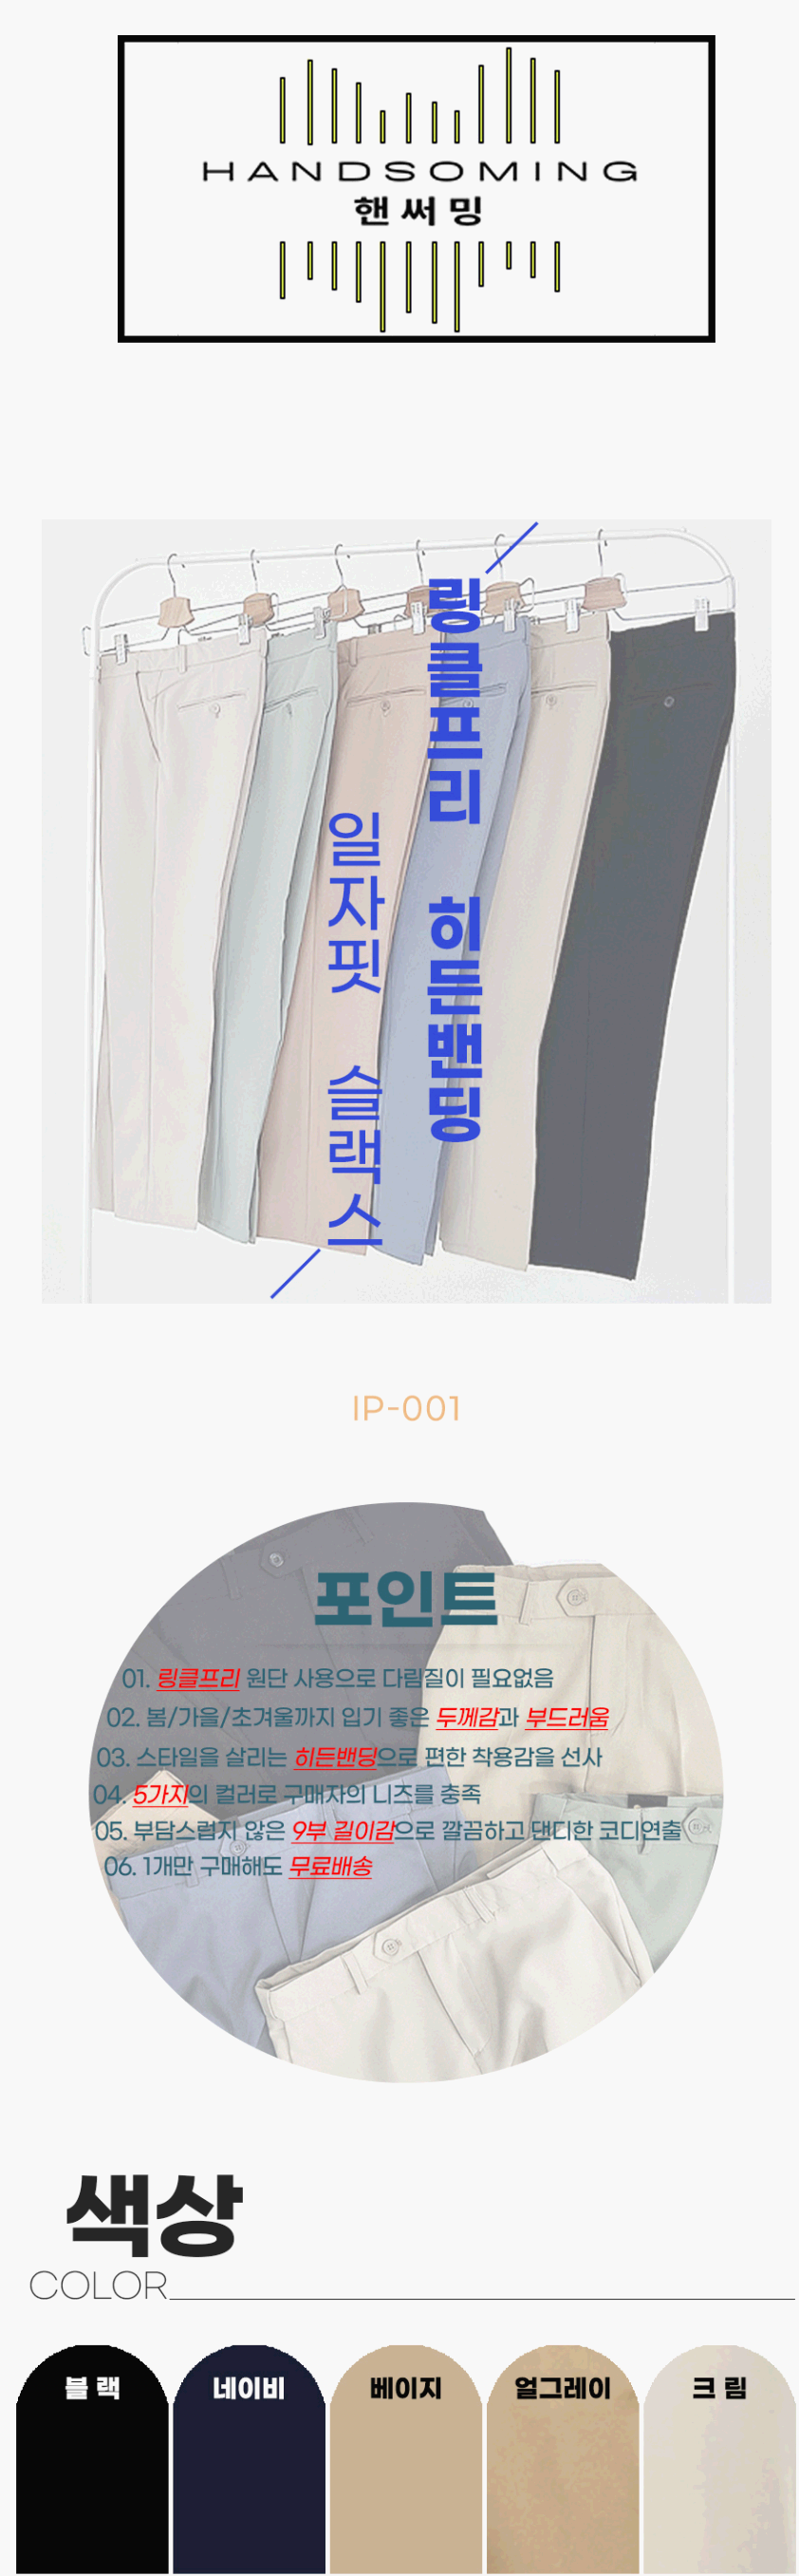 HANDSOMING
핸써밍
링클프리 히든밴딩
일자핏 슬랙스
IP-001
포인트
01. 링클프리 원단 사용으로 다림질이 필요없음
02. 봄/가을/초겨울까지 입기 좋은 두께감과 부드러움
03. 스타일을 살리는 히든밴딩으로 편한 착용감을 선사
04. 5가지의 컬러로 구매자의 니즈를 충족
05. 부담스럽지 않은 9부 길이감으로 깔끔하고 댄디한 코디연출
06. 1개만 구매해도 무료배송
색상
COLOR
블랙 네이비 베이지 얼그레이 크림